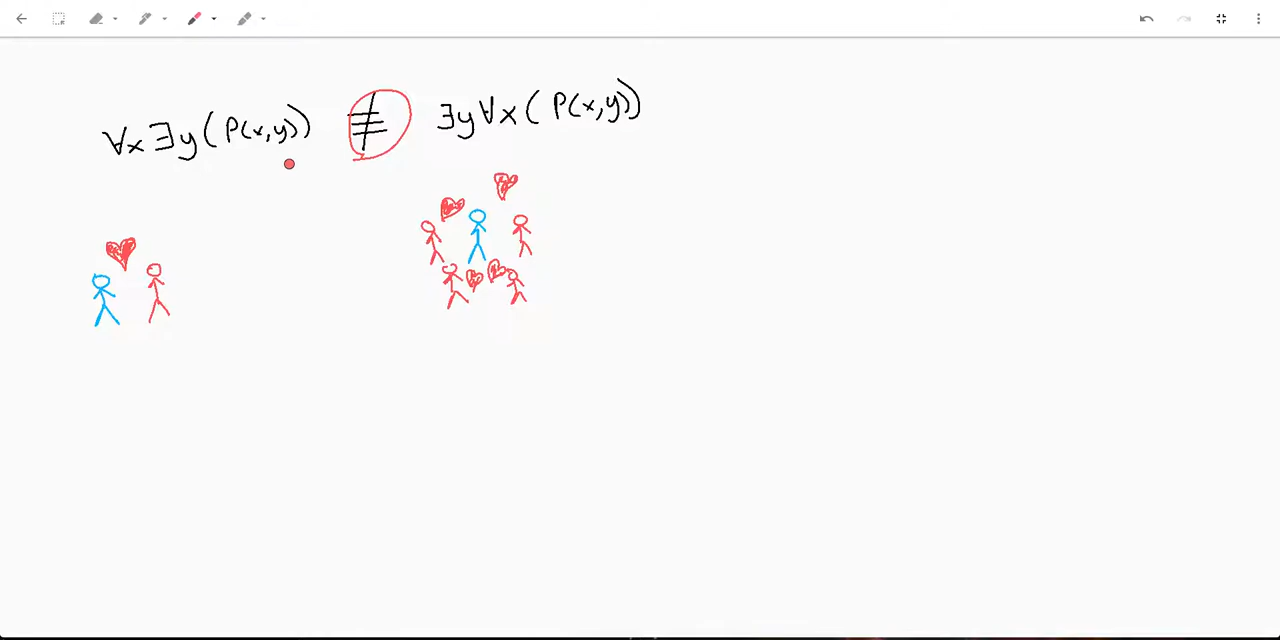 ∀x ∃y (P(x,y)) ≢ ∃y ∀x (P(x,y))